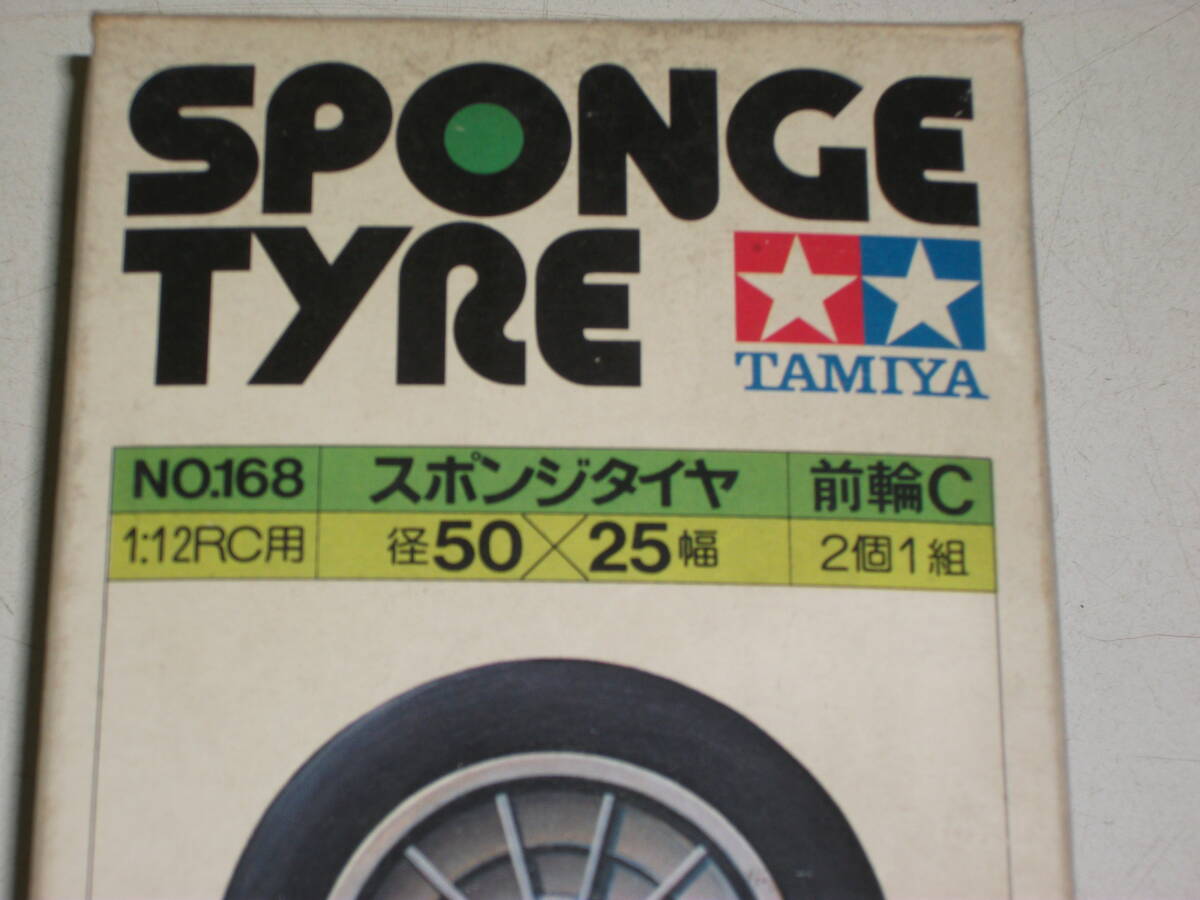 SPONGE
TYRE
TAMIYA
NO.168 スポンジタイヤ 前輪C
1:12RC用 径50×25幅 2個1組